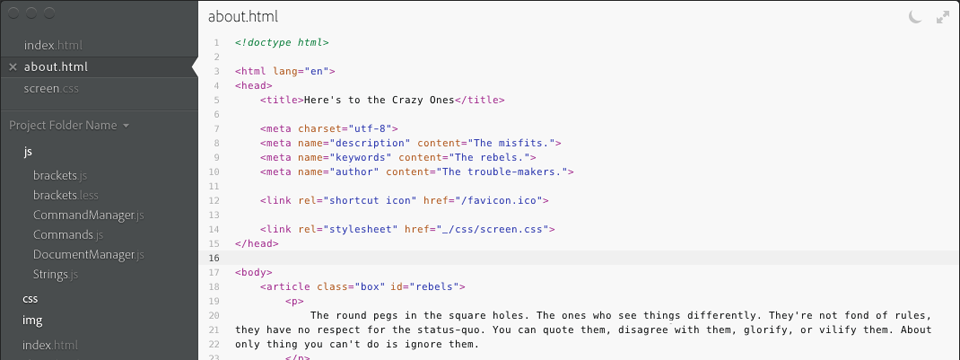 index.html
about.html
screen.css
Project Folder Name
js
brackets.js
brackets.less
CommandManager.js
Commands.js
DocumentManager.js
Strings.js
css
img
index.html
about.html
1 <!doctype html>
2
3 <html lang="en">
4 <head>
5     <title>Here's to the Crazy Ones</title>
6
7     <meta charset="utf-8">
8     <meta name="description" content="The misfits.">
9     <meta name="keywords" content="The rebels.">
10     <meta name="author" content="The trouble-makers.">
11
12     <link rel="shortcut icon" href="/favicon.ico">
13
14     <link rel="stylesheet" href="_/css/screen.css">
15 </head>
16
17 <body>
18     <article class="box" id="rebels">
19         <p>
20             The round pegs in the square holes. The ones who see things differently. They're not fond of rules,
21 they have no respect for the status-quo. You can quote them, disagree with them, glorify, or vilify them. About
22 only thing you can't do is ignore them.
23         </p>